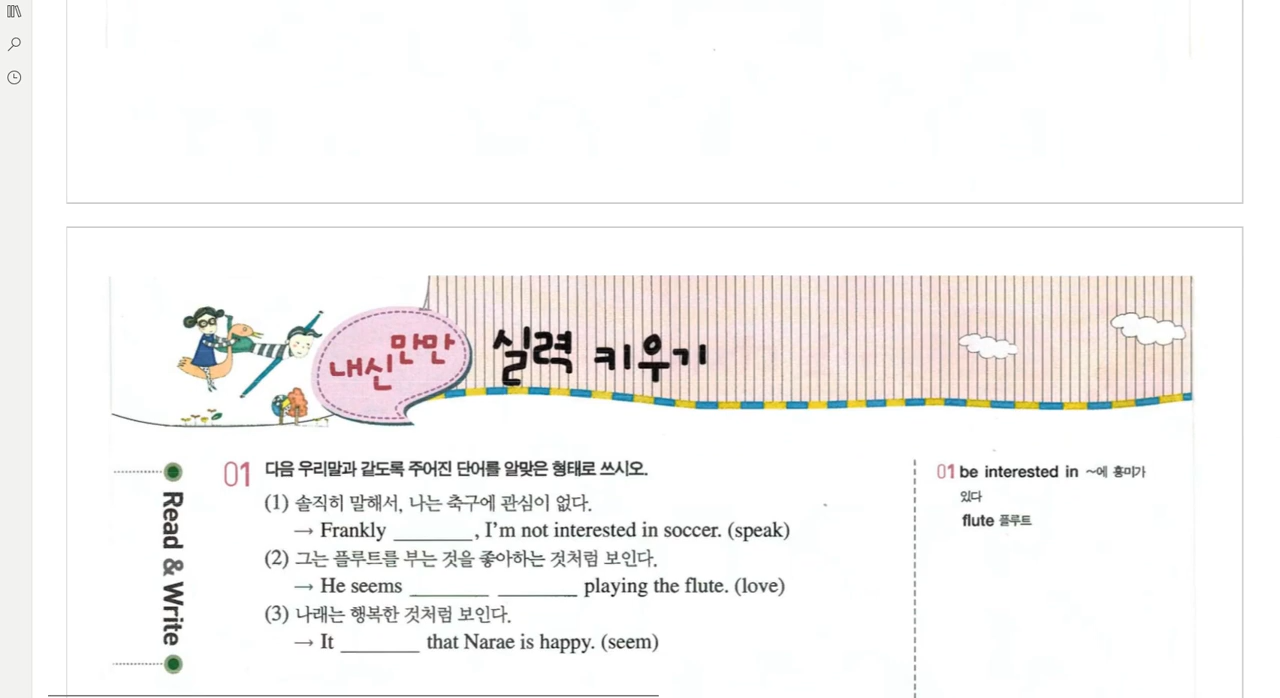 내신만만 실력 키우기
Read & Write
01 다음 우리말과 같도록 주어진 단어를 알맞은 형태로 쓰시오.
(1) 솔직히 말해서, 나는 축구에 관심이 없다.
→ Frankly ________, I'm not interested in soccer. (speak)
(2) 그는 플루트를 부는 것을 좋아하는 것처럼 보인다.
→ He seems ________ ________ playing the flute. (love)
(3) 나래는 행복한 것처럼 보인다.
→ It ________ that Narae is happy. (seem)
01 be interested in ~에 흥미가
있다
flute 플루트